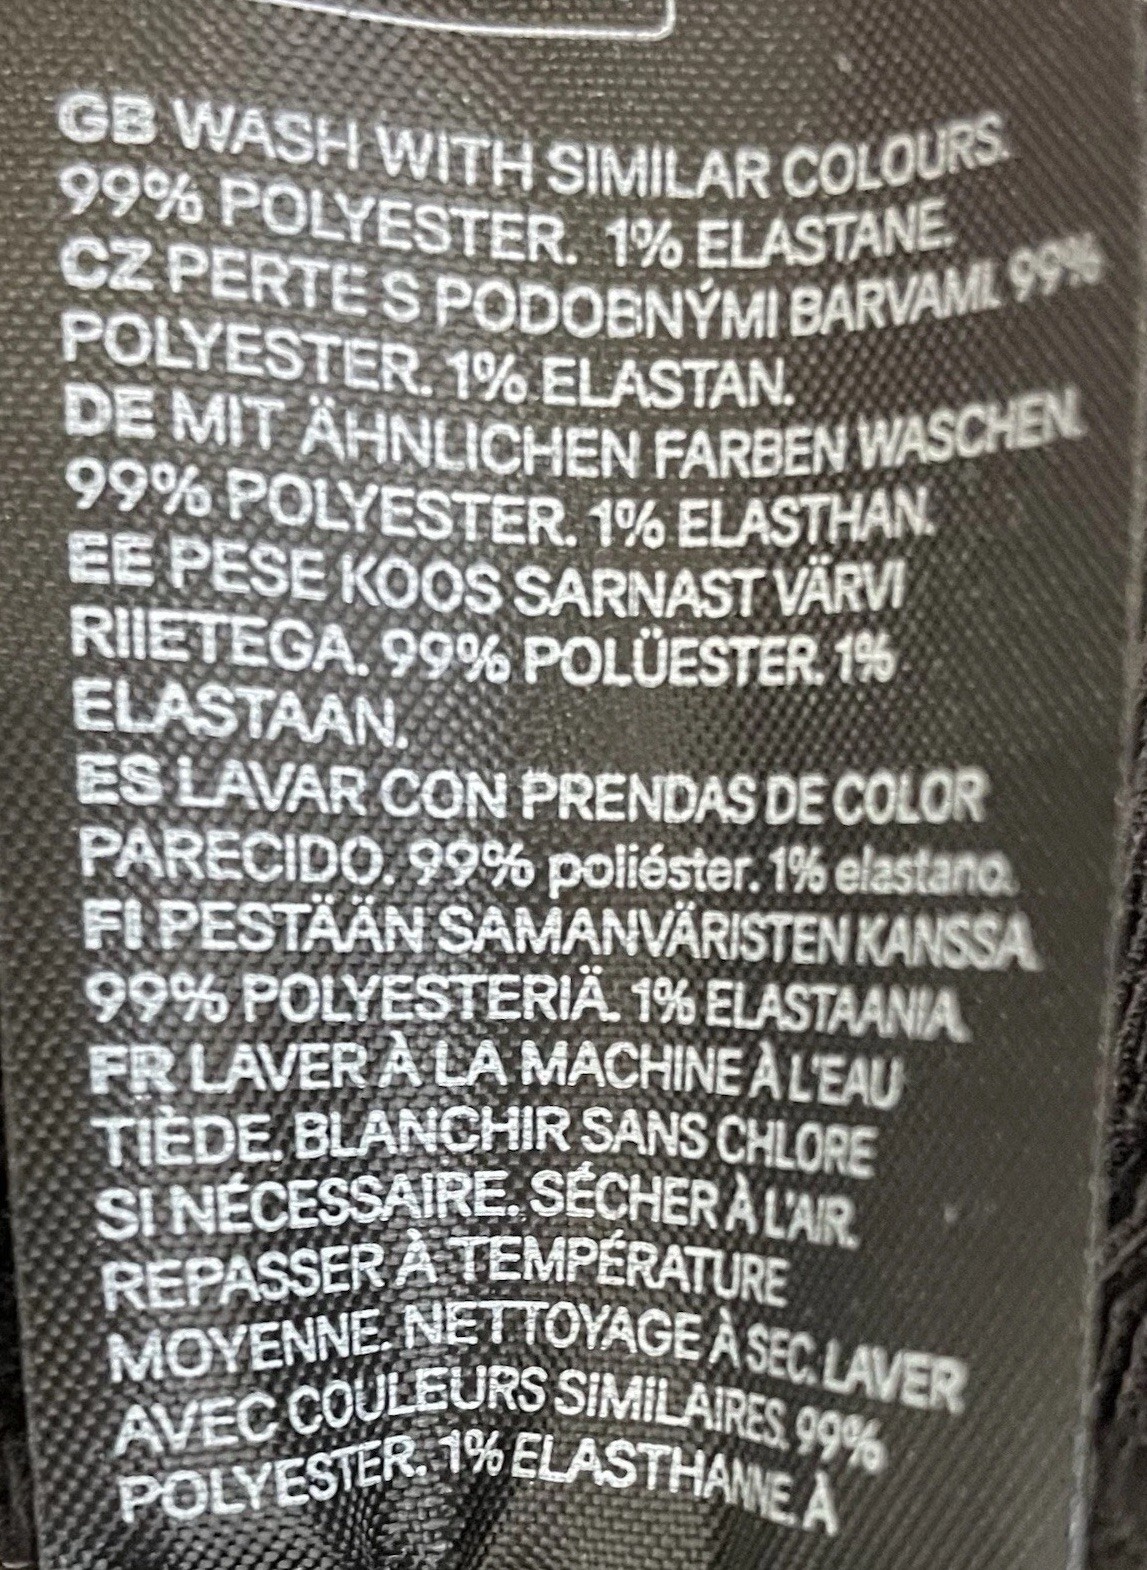 GB WASH WITH SIMILAR COLOURS.
99% POLYESTER. 1% ELASTANE.
CZ PERTE S PODOBNÝMI BARVAMI. 99%
POLYESTER. 1% ELASTAN.
DE MIT ÄHNLICHEN FARBEN WASCHEN.
99% POLYESTER. 1% ELASTHAN.
EE PESE KOOS SARNAST VÄRVI
RIIETEGA. 99% POLÜESTER. 1%
ELASTAAN.
ES LAVAR CON PRENDAS DE COLOR
PARECIDO. 99% poliéster. 1% elastano.
FI PESTÄÄN SAMANVÄRISTEN KANSSA
99% POLYESTERIÄ. 1% ELASTAANIA.
FR LAVER À LA MACHINE À L'EAU
TIÈDE. BLANCHIR SANS CHLORE
SI NÉCESSAIRE. SÉCHER À L'AIR.
REPASSER À TEMPÉRATURE
MOYENNE. NETTOYAGE À SEC. LAVER
AVEC COULEURS SIMILAIRES. 99%
POLYESTER. 1% ELASTHANNE. À